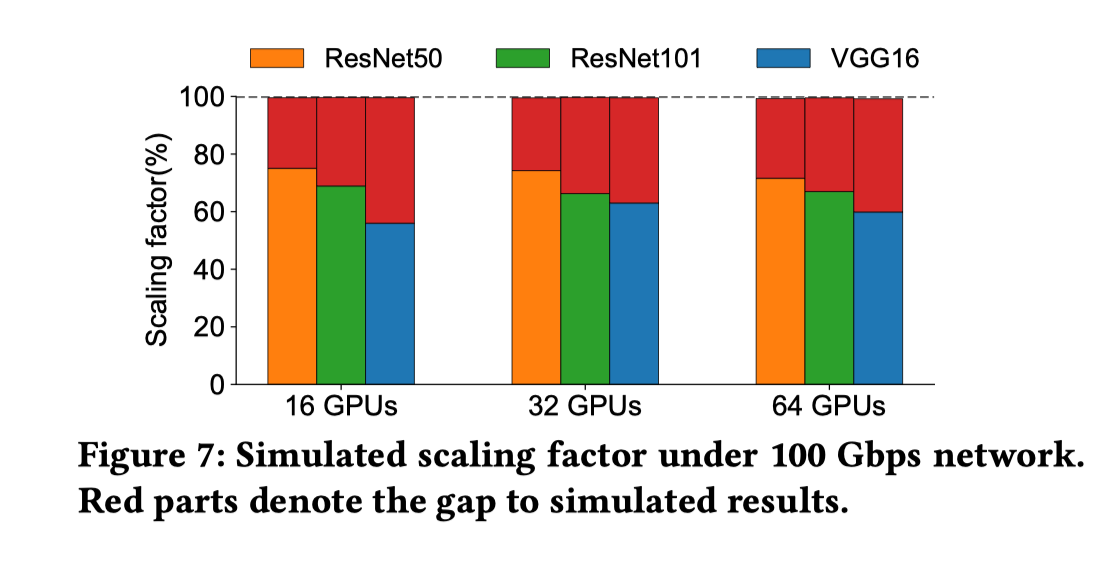 ResNet50 ResNet101 VGG16
Scaling factor(%)
100
80
60
40
20
0
16 GPUs 32 GPUs 64 GPUs
Figure 7: Simulated scaling factor under 100 Gbps network.
Red parts denote the gap to simulated results.